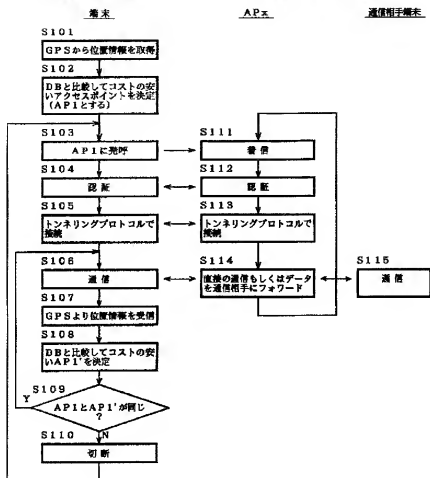 端末
APx
通信相手端末
S101
GPSから位置情報を取得
S102
DBと比較してコストの安
いアクセスポイントを決定
(AP1とする)
S103
AP1に発呼
S111
着信
S104
認証
S112
認証
S105
トンネリングプロトコルで
接続
S113
トンネリングプロトコルで
接続
S106
通信
S114
直接の通信もしくはデータ
を通信相手にフォワード
S115
通信
S107
GPSより位置情報を受信
S108
DBと比較してコストの安
いAP1'を決定
S109
Y
AP1とAP1'が同じ
?
N
S110
切断